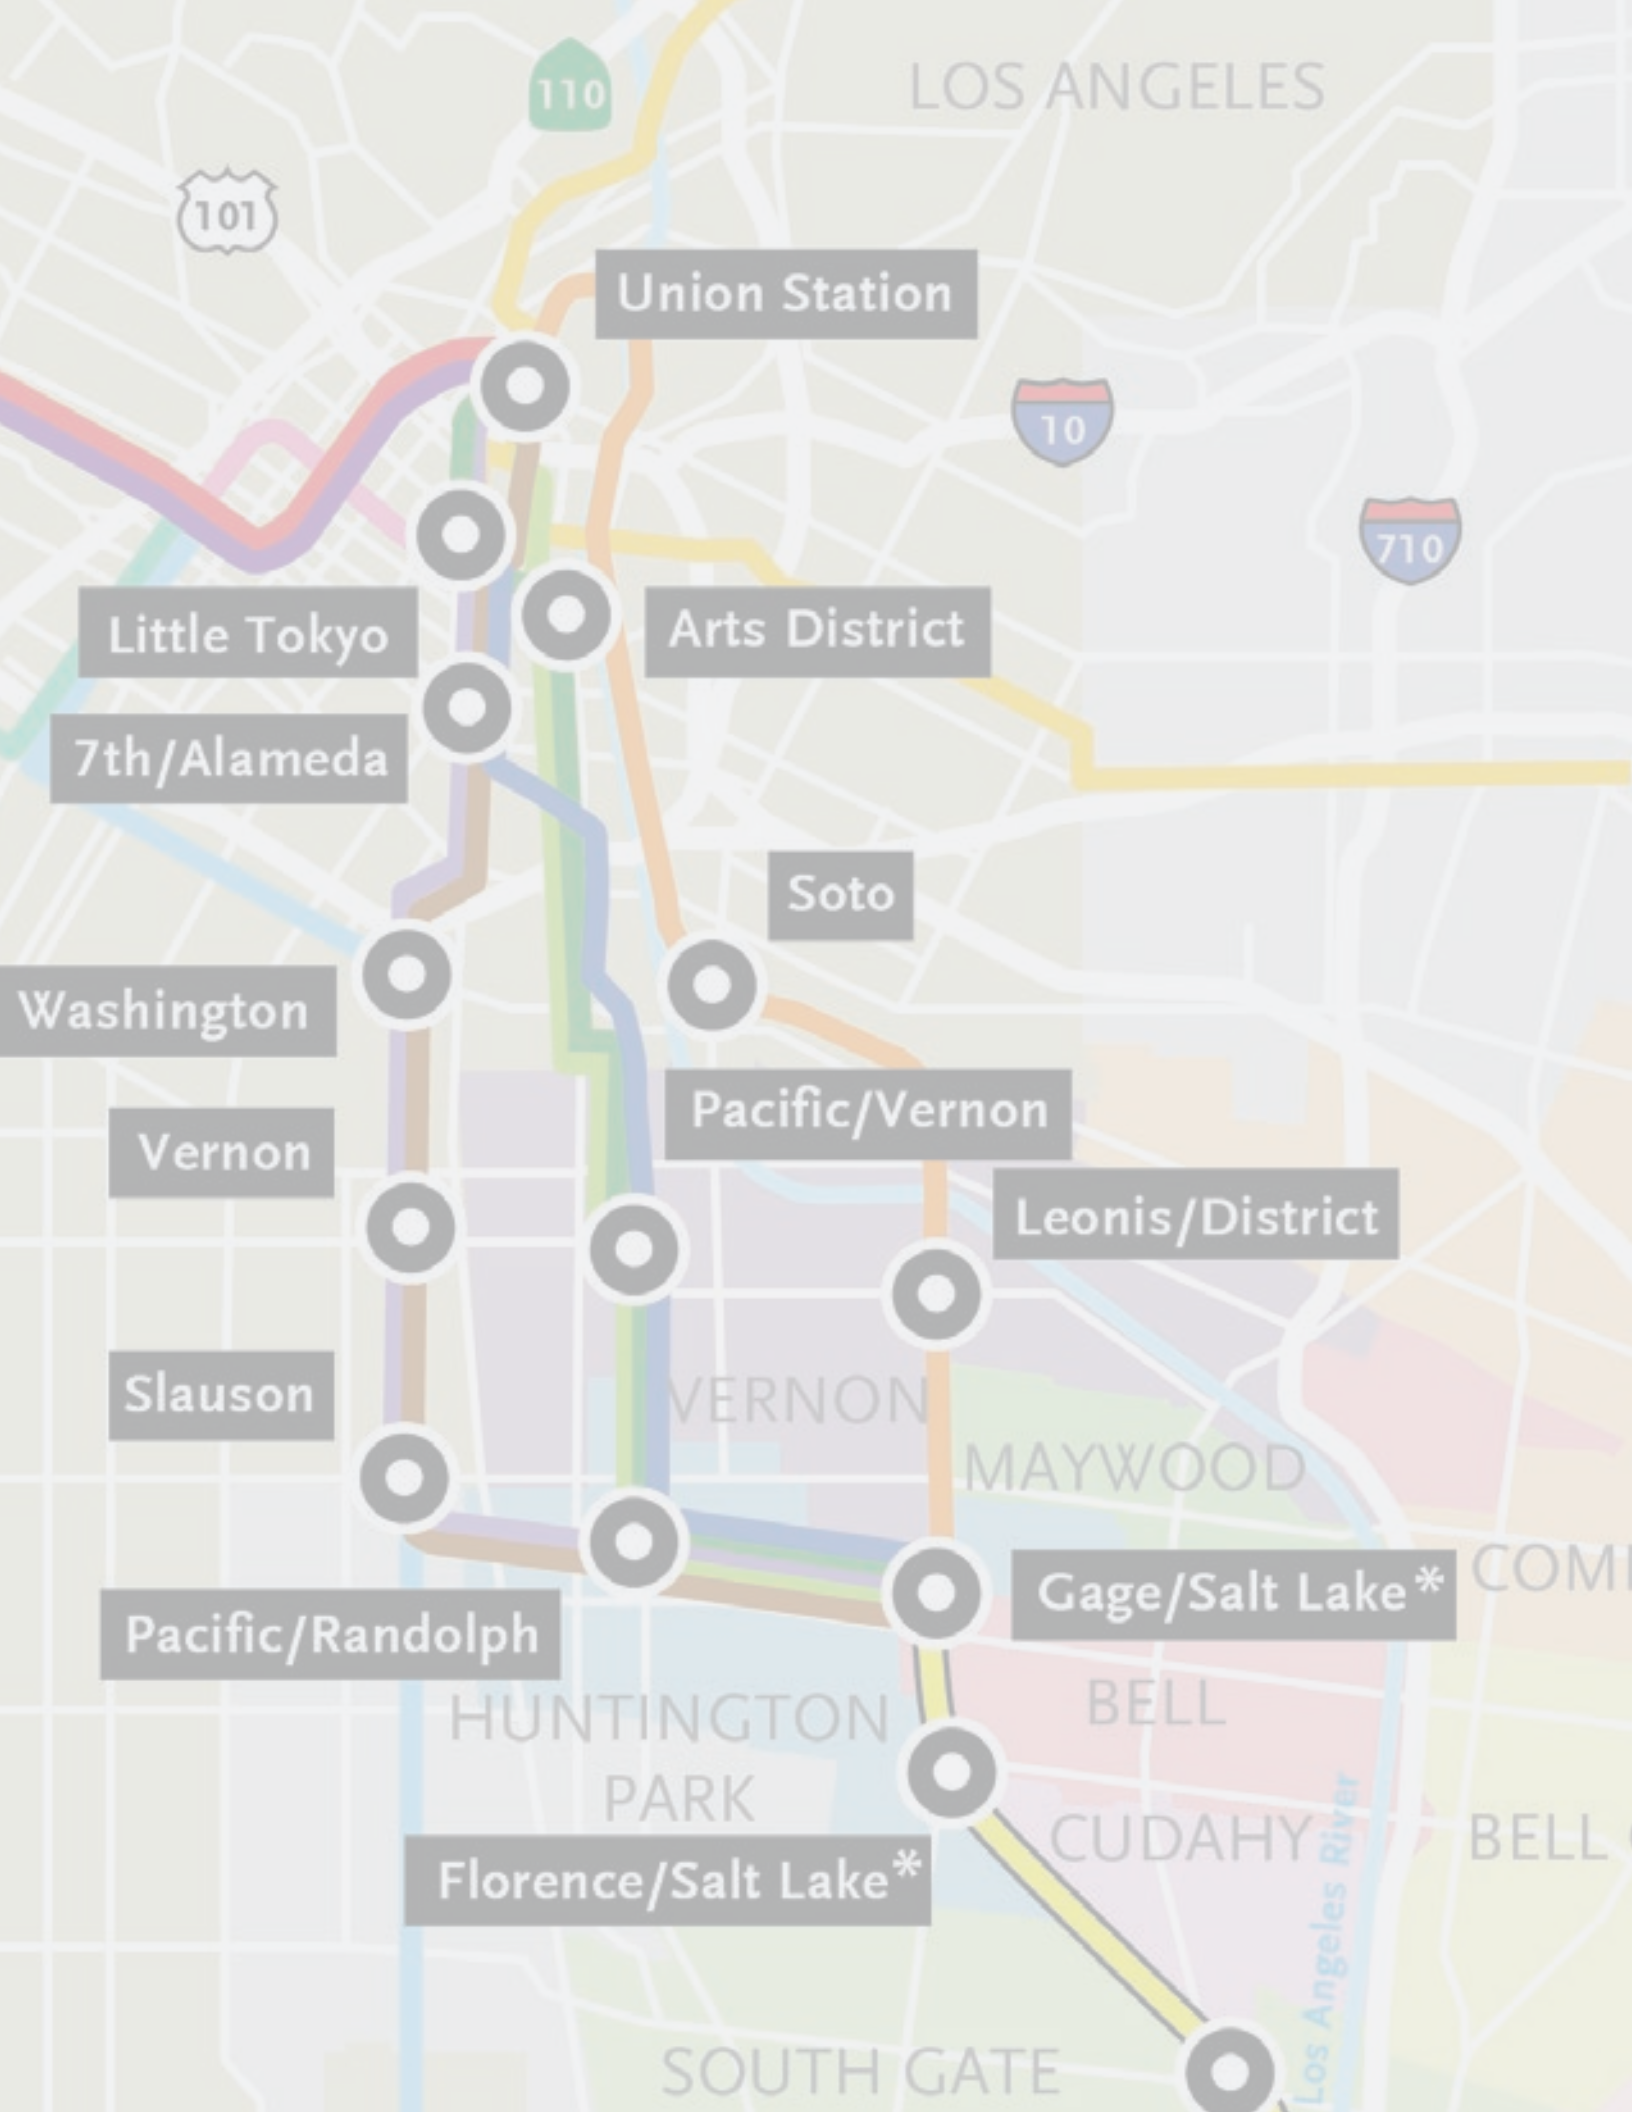 110
LOS ANGELES
101
Union Station
10
710
Little Tokyo
Arts District
7th/Alameda
Soto
Washington
Pacific/Vernon
Vernon
Leonis/District
Slauson
VERNON
MAYWOOD
Gage/Salt Lake*
COM
Pacific/Randolph
BELL
HUNTINGTON
PARK
CUDAHY
BELL
Florence/Salt Lake*
Los Angeles River
SOUTH GATE